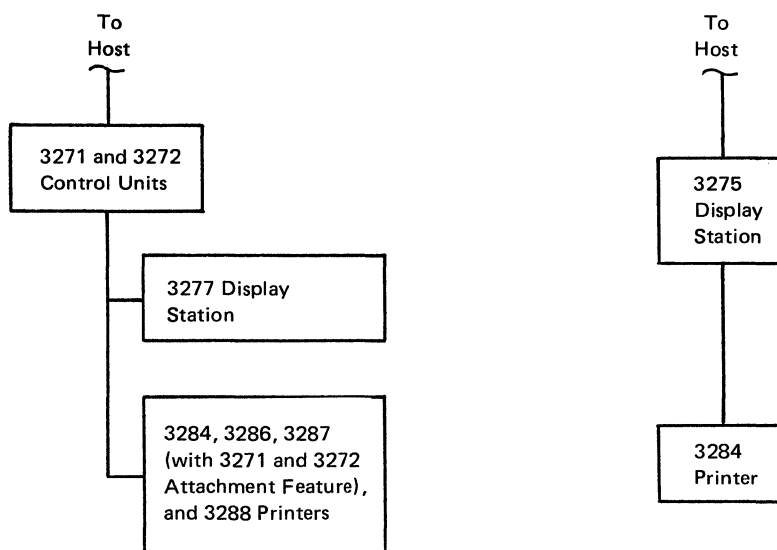 To
Host
3271 and 3272
Control Units
3277 Display
Station
3284, 3286, 3287
(with 3271 and 3272
Attachment Feature),
and 3288 Printers
To
Host
3275
Display
Station
3284
Printer